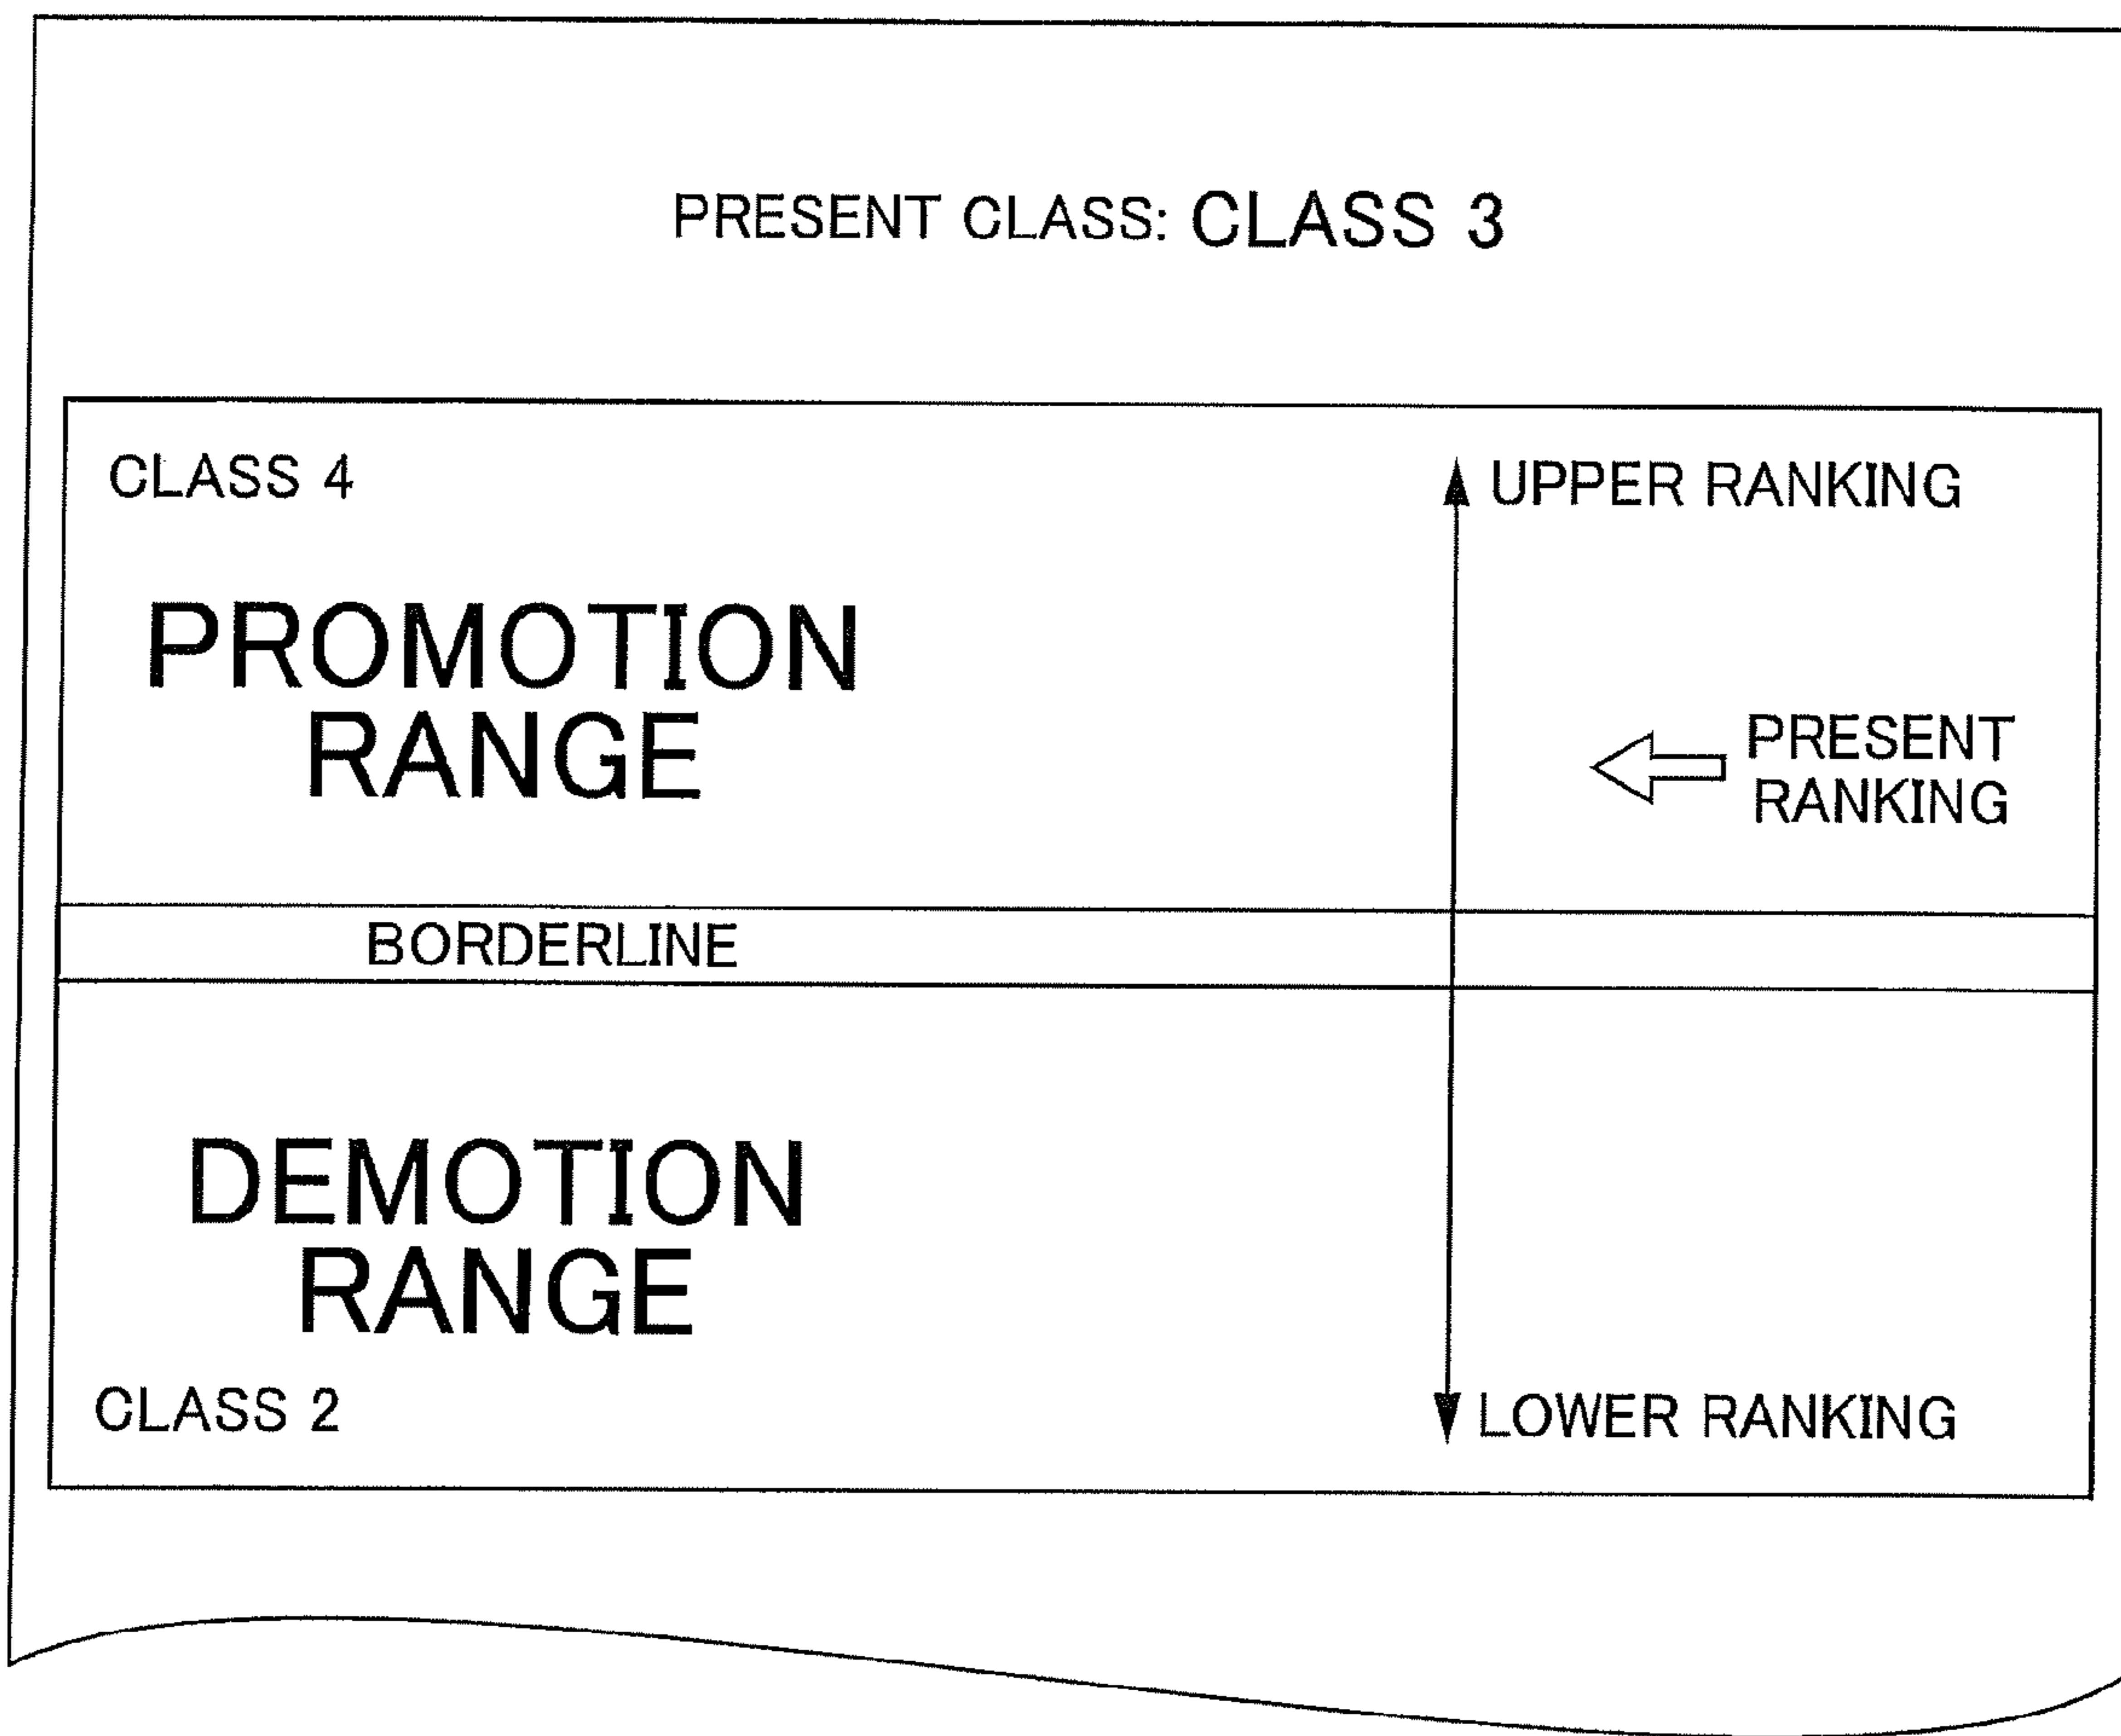 PRESENT CLASS: CLASS 3
CLASS 4
UPPER RANKING
PROMOTION
RANGE
PRESENT
RANKING
BORDERLINE
DEMOTION
RANGE
CLASS 2
LOWER RANKING